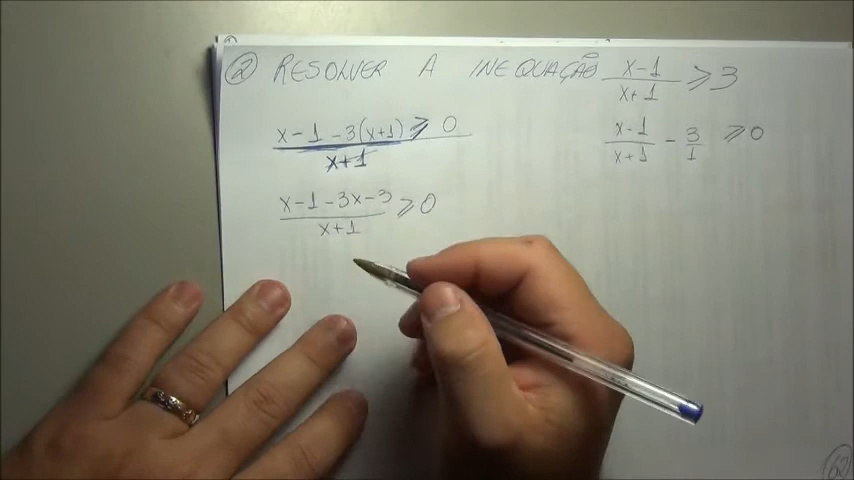 ② RESOLVER A INEQUAÇÃO (x-1)/(x+1) ⩾ 3
(x-1)/(x+1) - 3/1 ⩾ 0
(x-1-3(x+1))/(x+1) ⩾ 0
(x-1-3x-3)/(x+1) ⩾ 0